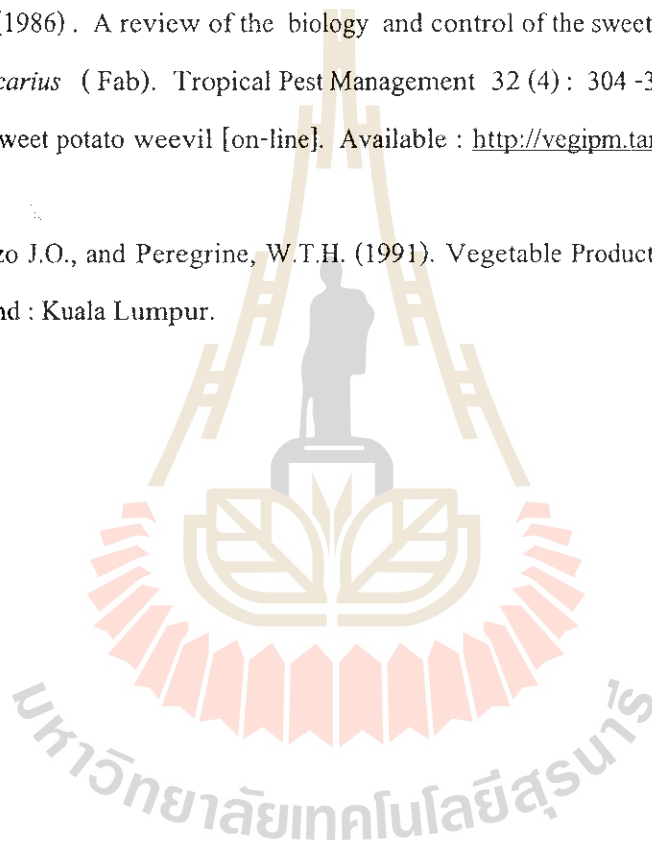 (1986) . A review of the biology and control of the sweet
carius ( Fab). Tropical Pest Management 32 (4) : 304 -3
weet potato weevil [on-line]. Available : http://vegipm.tar
zo J.O., and Peregrine, W.T.H. (1991). Vegetable Product
nd : Kuala Lumpur.
มหาวิทยาลัยเทคโนโลยีสุรนารี